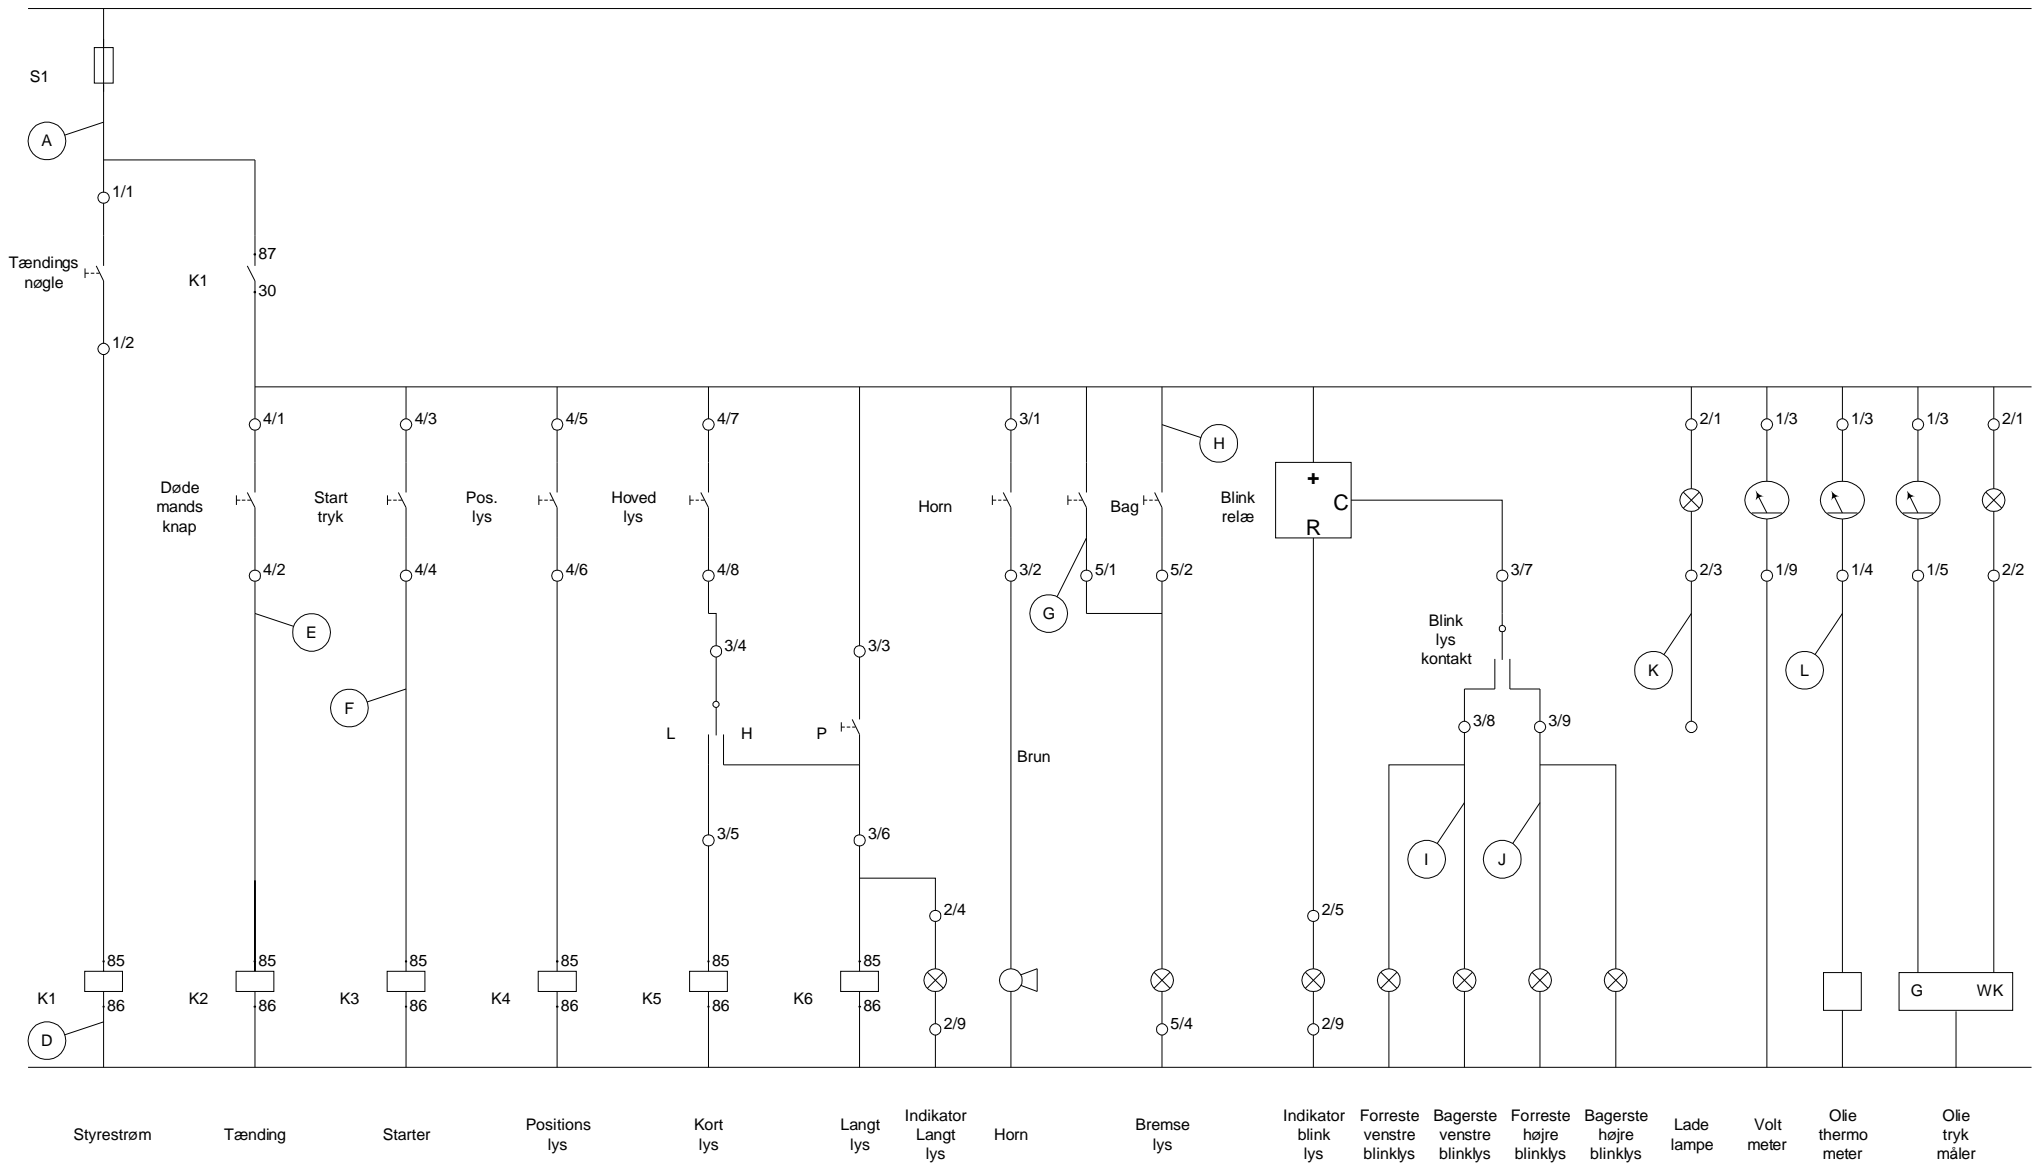 S1
A
1/1
87
Tændings
nøgle
K1
30
1/2
4/1
4/3
4/5
4/7
3/1
H
2/1
1/3
1/3
1/3
2/1
Døde
mands
knap
Start
tryk
Pos.
lys
Hoved
lys
Horn
Bag
Blink
relæ
+
C
R
4/2
4/4
4/6
4/8
3/2
5/1
5/2
3/7
2/3
1/9
1/4
1/5
2/2
E
G
Blink
lys
kontakt
3/4
3/3
K
L
F
L
H
P
3/8
3/9
Brun
3/5
3/6
I
J
2/4
2/5
85
85
85
85
85
85
K1
K2
K3
K4
K5
K6
86
86
86
86
86
86
G
WK
D
2/9
5/4
2/9
Styrestrøm
Tænding
Starter
Positions
lys
Kort
lys
Langt
lys
Indikator
Langt
lys
Horn
Bremse
lys
Indikator
blink
lys
Forreste
venstre
blinklys
Bagerste
venstre
blinklys
Forreste
højre
blinklys
Bagerste
højre
blinklys
Lade
lampe
Volt
meter
Olie
thermo
meter
Olie
tryk
måler